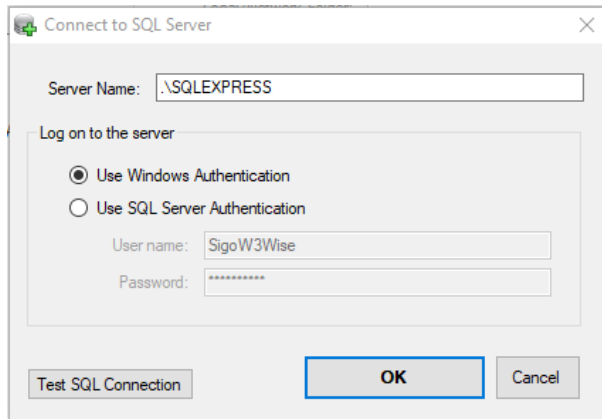 Connect to SQL Server
Server Name: .\SQLEXPRESS
Log on to the server
Use Windows Authentication
Use SQL Server Authentication
User name: SigoW3Wise
Password: **********
Test SQL Connection OK Cancel